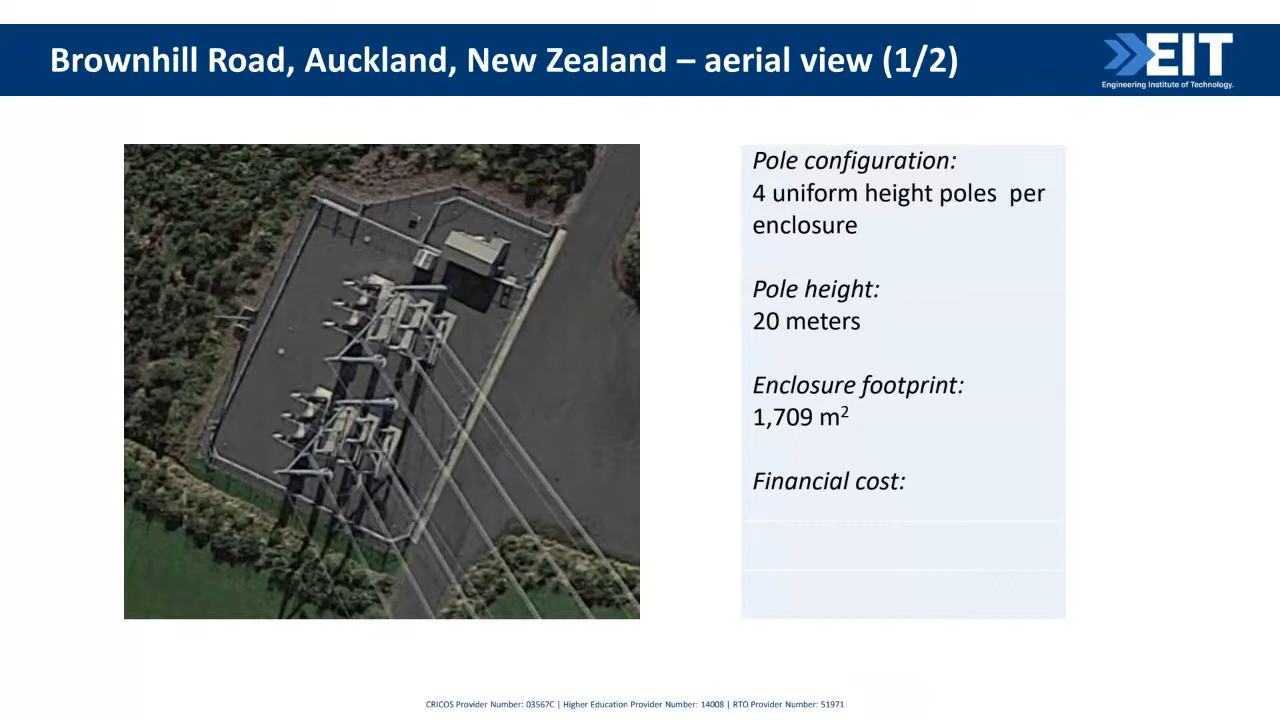 Brownhill Road, Auckland, New Zealand – aerial view (1/2)
EIT
Engineering Institute of Technology.
Pole configuration:
4 uniform height poles  per
enclosure
Pole height:
20 meters
Enclosure footprint:
1,709 m²
Financial cost:
CRICOS Provider Number: 03567C | Higher Education Provider Number: 14008 | RTO Provider Number: 51971